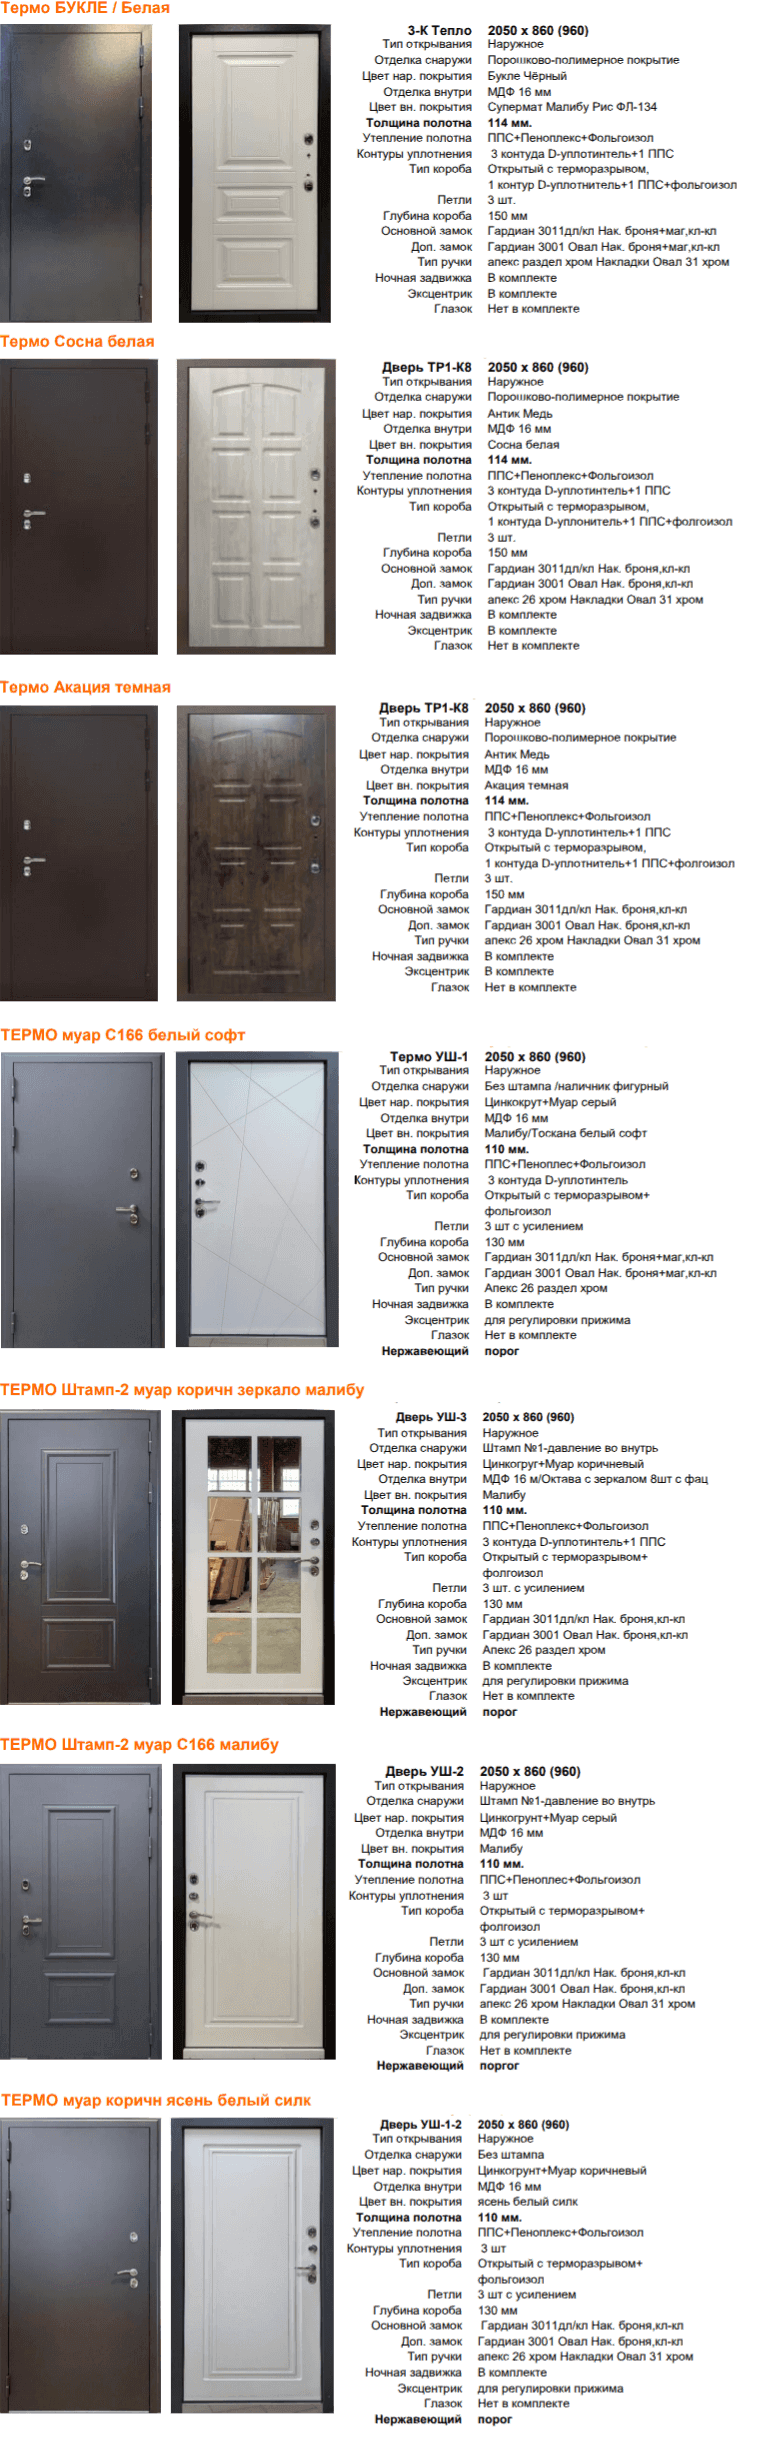 Термо БУКЛЕ / Белая
3-К Тепло 2050 х 860 (960)
Тип открывания Наружное
Отделка снаружи Порошково-полимерное покрытие
Цвет нар. покрытия Букле Чёрный
Отделка внутри МДФ 16 мм
Цвет вн. покрытия Супермат Малибу Рис ФЛ-134
Толщина полотна 114 мм.
Утепление полотна ППС+Пеноплекс+Фольгоизол
Контуры уплотнения 3 контуда D-уплотинтель+1 ППС
Тип короба Открытый с терморазрывом,
1 контур D-уплотнитель+1 ППС+фольгоизол
Петли 3 шт.
Глубина короба 150 мм
Основной замок Гардиан 3011дл/кл Нак. броня+маг,кл-кл
Доп. замок Гардиан 3001 Овал Нак. броня+маг,кл-кл
Тип ручки апекс раздел хром Накладки Овал 31 хром
Ночная задвижка В комплекте
Эксцентрик В комплекте
Глазок Нет в комплекте
Термо Сосна белая
Дверь ТР1-К8 2050 х 860 (960)
Тип открывания Наружное
Отделка снаружи Порошково-полимерное покрытие
Цвет нар. покрытия Антик Медь
Отделка внутри МДФ 16 мм
Цвет вн. покрытия Сосна белая
Толщина полотна 114 мм.
Утепление полотна ППС+Пеноплекс+Фольгоизол
Контуры уплотнения 3 контуда D-уплотинтель+1 ППС
Тип короба Открытый с терморазрывом,
1 контуда D-уплонитель+1 ППС+фолгоизол
Петли 3 шт.
Глубина короба 150 мм
Основной замок Гардиан 3011дл/кл Нак. броня,кл-кл
Доп. замок Гардиан 3001 Овал Нак. броня,кл-кл
Тип ручки апекс 26 хром Накладки Овал 31 хром
Ночная задвижка В комплекте
Эксцентрик В комплекте
Глазок Нет в комплекте
Термо Акация темная
Дверь ТР1-К8 2050 х 860 (960)
Тип открывания Наружное
Отделка снаружи Порошково-полимерное покрытие
Цвет нар. покрытия Антик Медь
Отделка внутри МДФ 16 мм
Цвет вн. покрытия Акация темная
Толщина полотна 114 мм.
Утепление полотна ППС+Пеноплекс+Фольгоизол
Контуры уплотнения 3 контуда D-уплотинтель+1 ППС
Тип короба Открытый с терморазрывом,
1 контуда D-уплотнитель+1 ППС+фолгоизол
Петли 3 шт.
Глубина короба 150 мм
Основной замок Гардиан 3011дл/кл Нак. броня,кл-кл
Доп. замок Гардиан 3001 Овал Нак. броня,кл-кл
Тип ручки апекс 26 хром Накладки Овал 31 хром
Ночная задвижка В комплекте
Эксцентрик В комплекте
Глазок Нет в комплекте
ТЕРМО муар С166 белый софт
Термо УШ-1 2050 х 860 (960)
Тип открывания Наружное
Отделка снаружи Без штампа /наличник фигурный
Цвет нар. покрытия Цинкокрут+Муар серый
Отделка внутри МДФ 16 мм
Цвет вн. покрытия Малибу/Тоскана белый софт
Толщина полотна 110 мм.
Утепление полотна ППС+Пеноплес+Фольгоизол
Контуры уплотнения 3 контуда D-уплотинтель
Тип короба Открытый с терморазрывом+
фольгоизол
Петли 3 шт с усилением
Глубина короба 130 мм
Основной замок Гардиан 3011дл/кл Нак. броня+маг,кл-кл
Доп. замок Гардиан 3001 Овал Нак. броня+маг,кл-кл
Тип ручки Апекс 26 раздел хром
Ночная задвижка В комплекте
Эксцентрик для регулировки прижима
Глазок Нет в комплекте
Нержавеющий порог
ТЕРМО Штамп-2 муар коричн зеркало малибу
Дверь УШ-3 2050 х 860 (960)
Тип открывания Наружное
Отделка снаружи Штамп №1-давление во внутрь
Цвет нар. покрытия Цинкогруг+Муар коричневый
Отделка внутри МДФ 16 м/Октава с зеркалом 8шт с фац
Цвет вн. покрытия Малибу
Толщина полотна 110 мм.
Утепление полотна ППС+Пеноплекс+Фольгоизол
Контуры уплотнения 3 контуда D-уплотинтель+1 ППС
Тип короба Открытый с терморазрывом+
фолгоизол
Петли 3 шт. с усилением
Глубина короба 130 мм
Основной замок Гардиан 3011дл/кл Нак. броня,кл-кл
Доп. замок Гардиан 3001 Овал Нак. броня,кл-кл
Тип ручки Апекс 26 раздел хром
Ночная задвижка В комплекте
Эксцентрик для регулировки прижима
Глазок Нет в комплекте
Нержавеющий порог
ТЕРМО Штамп-2 муар С166 малибу
Дверь УШ-2 2050 х 860 (960)
Тип открывания Наружное
Отделка снаружи Штамп №1-давление во внутрь
Цвет нар. покрытия Цинкогрунт+Муар серый
Отделка внутри МДФ 16 мм
Цвет вн. покрытия Малибу
Толщина полотна 110 мм.
Утепление полотна ППС+Пеноплес+Фольгоизол
Контуры уплотнения 3 шт
Тип короба Открытый с терморазрывом+
фолгоизол
Петли 3 шт с усилением
Глубина короба 130 мм
Основной замок Гардиан 3011дл/кл Нак. броня,кл-кл
Доп. замок Гардиан 3001 Овал Нак. броня,кл-кл
Тип ручки апекс 26 хром Накладки Овал 31 хром
Ночная задвижка В комплекте
Эксцентрик для регулировки прижима
Глазок Нет в комплекте
Нержавеющий поргог
ТЕРМО муар коричн ясень белый силк
Дверь УШ-1-2 2050 х 860 (960)
Тип открывания Наружное
Отделка снаружи Без штампа
Цвет нар. покрытия Цинкогрунт+Муар коричневый
Отделка внутри МДФ 16 мм
Цвет вн. покрытия ясень белый силк
Толщина полотна 110 мм.
Утепление полотна ППС+Пеноплекс+Фольгоизол
Контуры уплотнения 3 шт
Тип короба Открытый с терморазрывом+
фольгоизол
Петли 3 шт с усилением
Глубина короба 130 мм
Основной замок Гардиан 3011дл/кл Нак. броня,кл-кл
Доп. замок Гардиан 3001 Овал Нак. броня,кл-кл
Тип ручки апекс 26 хром Накладки Овал 31 хром
Ночная задвижка В комплекте
Эксцентрик для регулировки прижима
Глазок Нет в комплекте
Нержавеющий порог